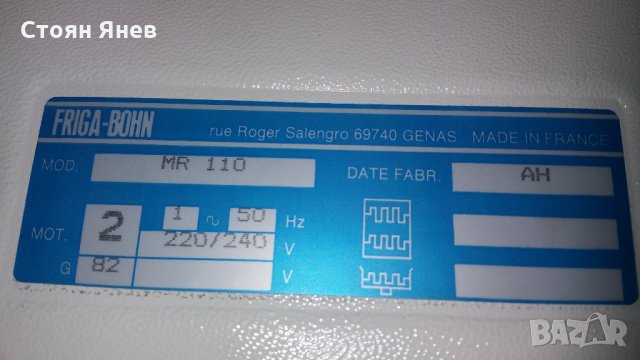 Стоян Янев
FRIGA-BOHN rue Roger Salengro 69740 GENAS MADE IN FRANCE
MOD. MR 110 DATE FABR. AH
MOT. 2 1 ~ 50 Hz
220/240 V
G 82 V
BAZAR